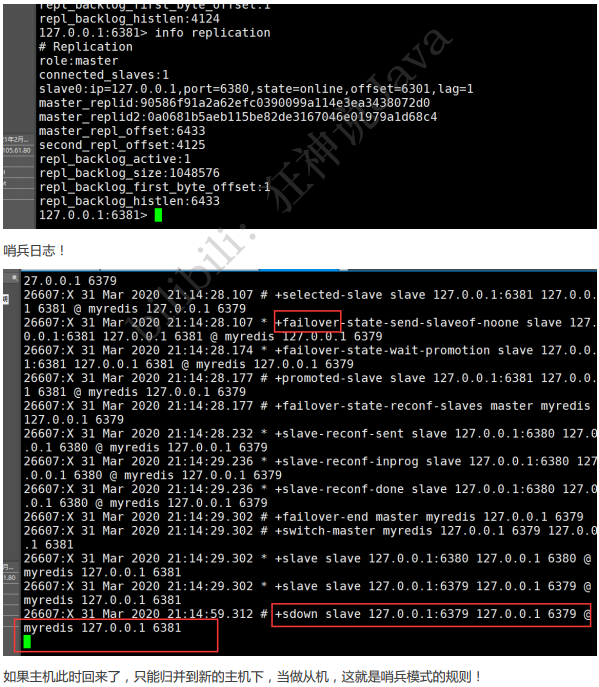 repl_backlog_first_byte_offset:1
repl_backlog_histlen:4124
127.0.0.1:6381> info replication
# Replication
role:master
connected_slaves:1
slave0:ip=127.0.0.1,port=6380,state=online,offset=6301,lag=1
master_replid:90586f91a2a62efc0390099a114e3ea3438072d0
master_replid2:0a0681b5aeb115be82de3167046e01979a1d68c4
master_repl_offset:6433
second_repl_offset:4125
repl_backlog_active:1
repl_backlog_size:1048576
repl_backlog_first_byte_offset:1
repl_backlog_histlen:6433
127.0.0.1:6381>
bilibili：狂神说Java
哨兵日志！
27.0.0.1 6379
26607:X 31 Mar 2020 21:14:28.107 # +selected-slave slave 127.0.0.1:6381 127.0.0.
1 6381 @ myredis 127.0.0.1 6379
26607:X 31 Mar 2020 21:14:28.107 * +failover-state-send-slaveof-noone slave 127.
0.0.1:6381 127.0.0.1 6381 @ myredis 127.0.0.1 6379
26607:X 31 Mar 2020 21:14:28.174 * +failover-state-wait-promotion slave 127.0.0.
1:6381 127.0.0.1 6381 @ myredis 127.0.0.1 6379
26607:X 31 Mar 2020 21:14:28.177 # +promoted-slave slave 127.0.0.1:6381 127.0.0.
1 6381 @ myredis 127.0.0.1 6379
26607:X 31 Mar 2020 21:14:28.177 # +failover-state-reconf-slaves master myredis
127.0.0.1 6379
26607:X 31 Mar 2020 21:14:28.232 * +slave-reconf-sent slave 127.0.0.1:6380 127.0
.0.1 6380 @ myredis 127.0.0.1 6379
26607:X 31 Mar 2020 21:14:29.236 * +slave-reconf-inprog slave 127.0.0.1:6380 127
.0.0.1 6380 @ myredis 127.0.0.1 6379
26607:X 31 Mar 2020 21:14:29.236 * +slave-reconf-done slave 127.0.0.1:6380 127.0
.0.1 6380 @ myredis 127.0.0.1 6379
26607:X 31 Mar 2020 21:14:29.302 # +failover-end master myredis 127.0.0.1 6379
26607:X 31 Mar 2020 21:14:29.302 # +switch-master myredis 127.0.0.1 6379 127.0.0
.1 6381
26607:X 31 Mar 2020 21:14:29.302 * +slave slave 127.0.0.1:6380 127.0.0.1 6380 @
myredis 127.0.0.1 6381
26607:X 31 Mar 2020 21:14:29.302 * +slave slave 127.0.0.1:6379 127.0.0.1 6379 @
myredis 127.0.0.1 6381
26607:X 31 Mar 2020 21:14:59.312 # +sdown slave 127.0.0.1:6379 127.0.0.1 6379 @
myredis 127.0.0.1 6381
如果主机此时回来了，只能归并到新的主机下，当做从机，这就是哨兵模式的规则！